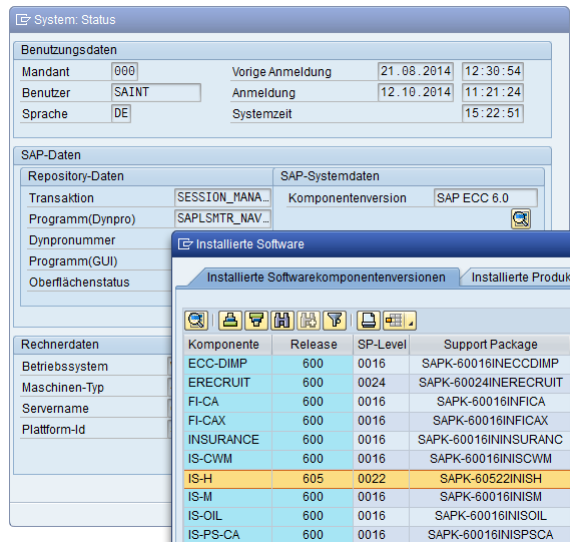 System: Status
Benutzungsdaten
Mandant 000 Vorige Anmeldung 21.08.2014 12:30:54
Benutzer SAINT Anmeldung 12.10.2014 11:21:24
Sprache DE Systemzeit 15:22:51
SAP-Daten
Repository-Daten SAP-Systemdaten
Transaktion SESSION_MANA… Komponentenversion SAP ECC 6.0
Programm(Dynpro) SAPLSMTR_NAV…
Dynpronummer
Programm(GUI)
Oberflächenstatus
Rechnerdaten
Betriebssystem
Maschinen-Typ
Servername
Plattform-Id
Installierte Software
Installierte Softwarekomponentenversionen Installierte Produk
Komponente Release SP-Level Support Package
ECC-DIMP 600 0016 SAPK-60016INECCDIMP
ERECRUIT 600 0024 SAPK-60024INERECRUIT
FI-CA 600 0016 SAPK-60016INFICA
FI-CAX 600 0016 SAPK-60016INFICAX
INSURANCE 600 0016 SAPK-60016ININSURANC
IS-CWM 600 0016 SAPK-60016INISCWM
IS-H 605 0022 SAPK-60522INISH
IS-M 600 0016 SAPK-60016INISM
IS-OIL 600 0016 SAPK-60016INISOIL
IS-PS-CA 600 0016 SAPK-60016INISPSCA